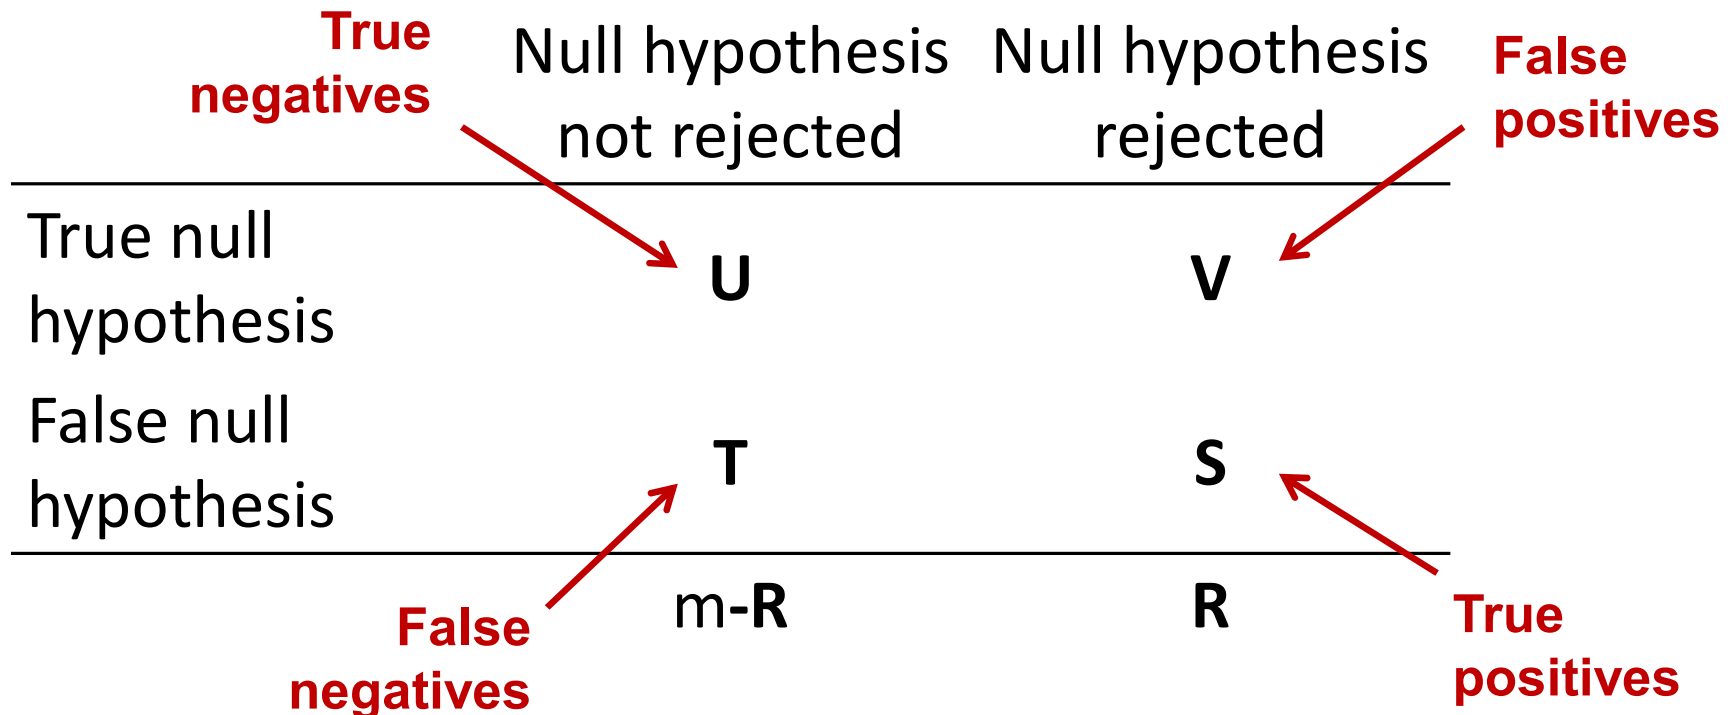 True
negatives
Null hypothesis
not rejected
Null hypothesis
rejected
False
positives
True null
hypothesis
U
V
False null
hypothesis
T
S
False
negatives
m-R
R
True
positives